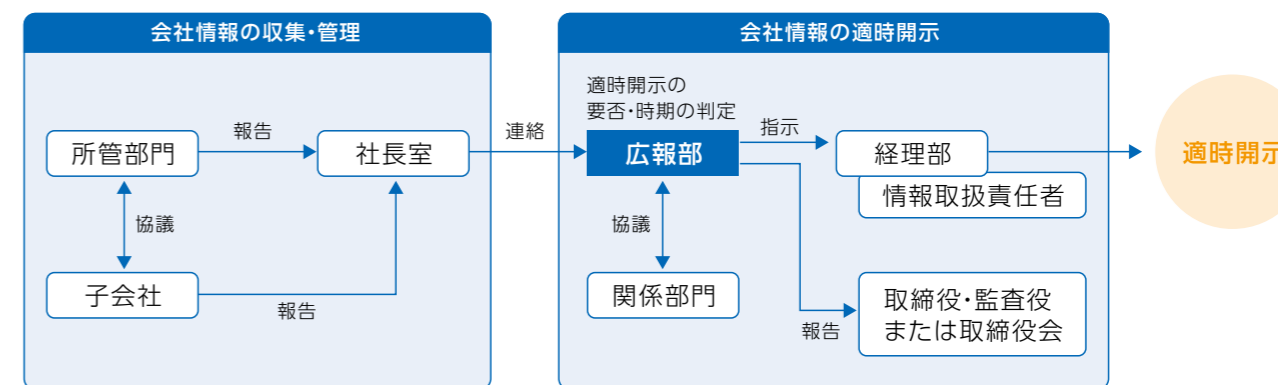 会社情報の収集・管理
所管部門
報告
社長室
協議
子会社
報告
連絡
会社情報の適時開示
適時開示の
要否・時期の判定
広報部
指示
経理部
情報取扱責任者
協議
関係部門
報告
取締役・監査役
または取締役会
適時開示